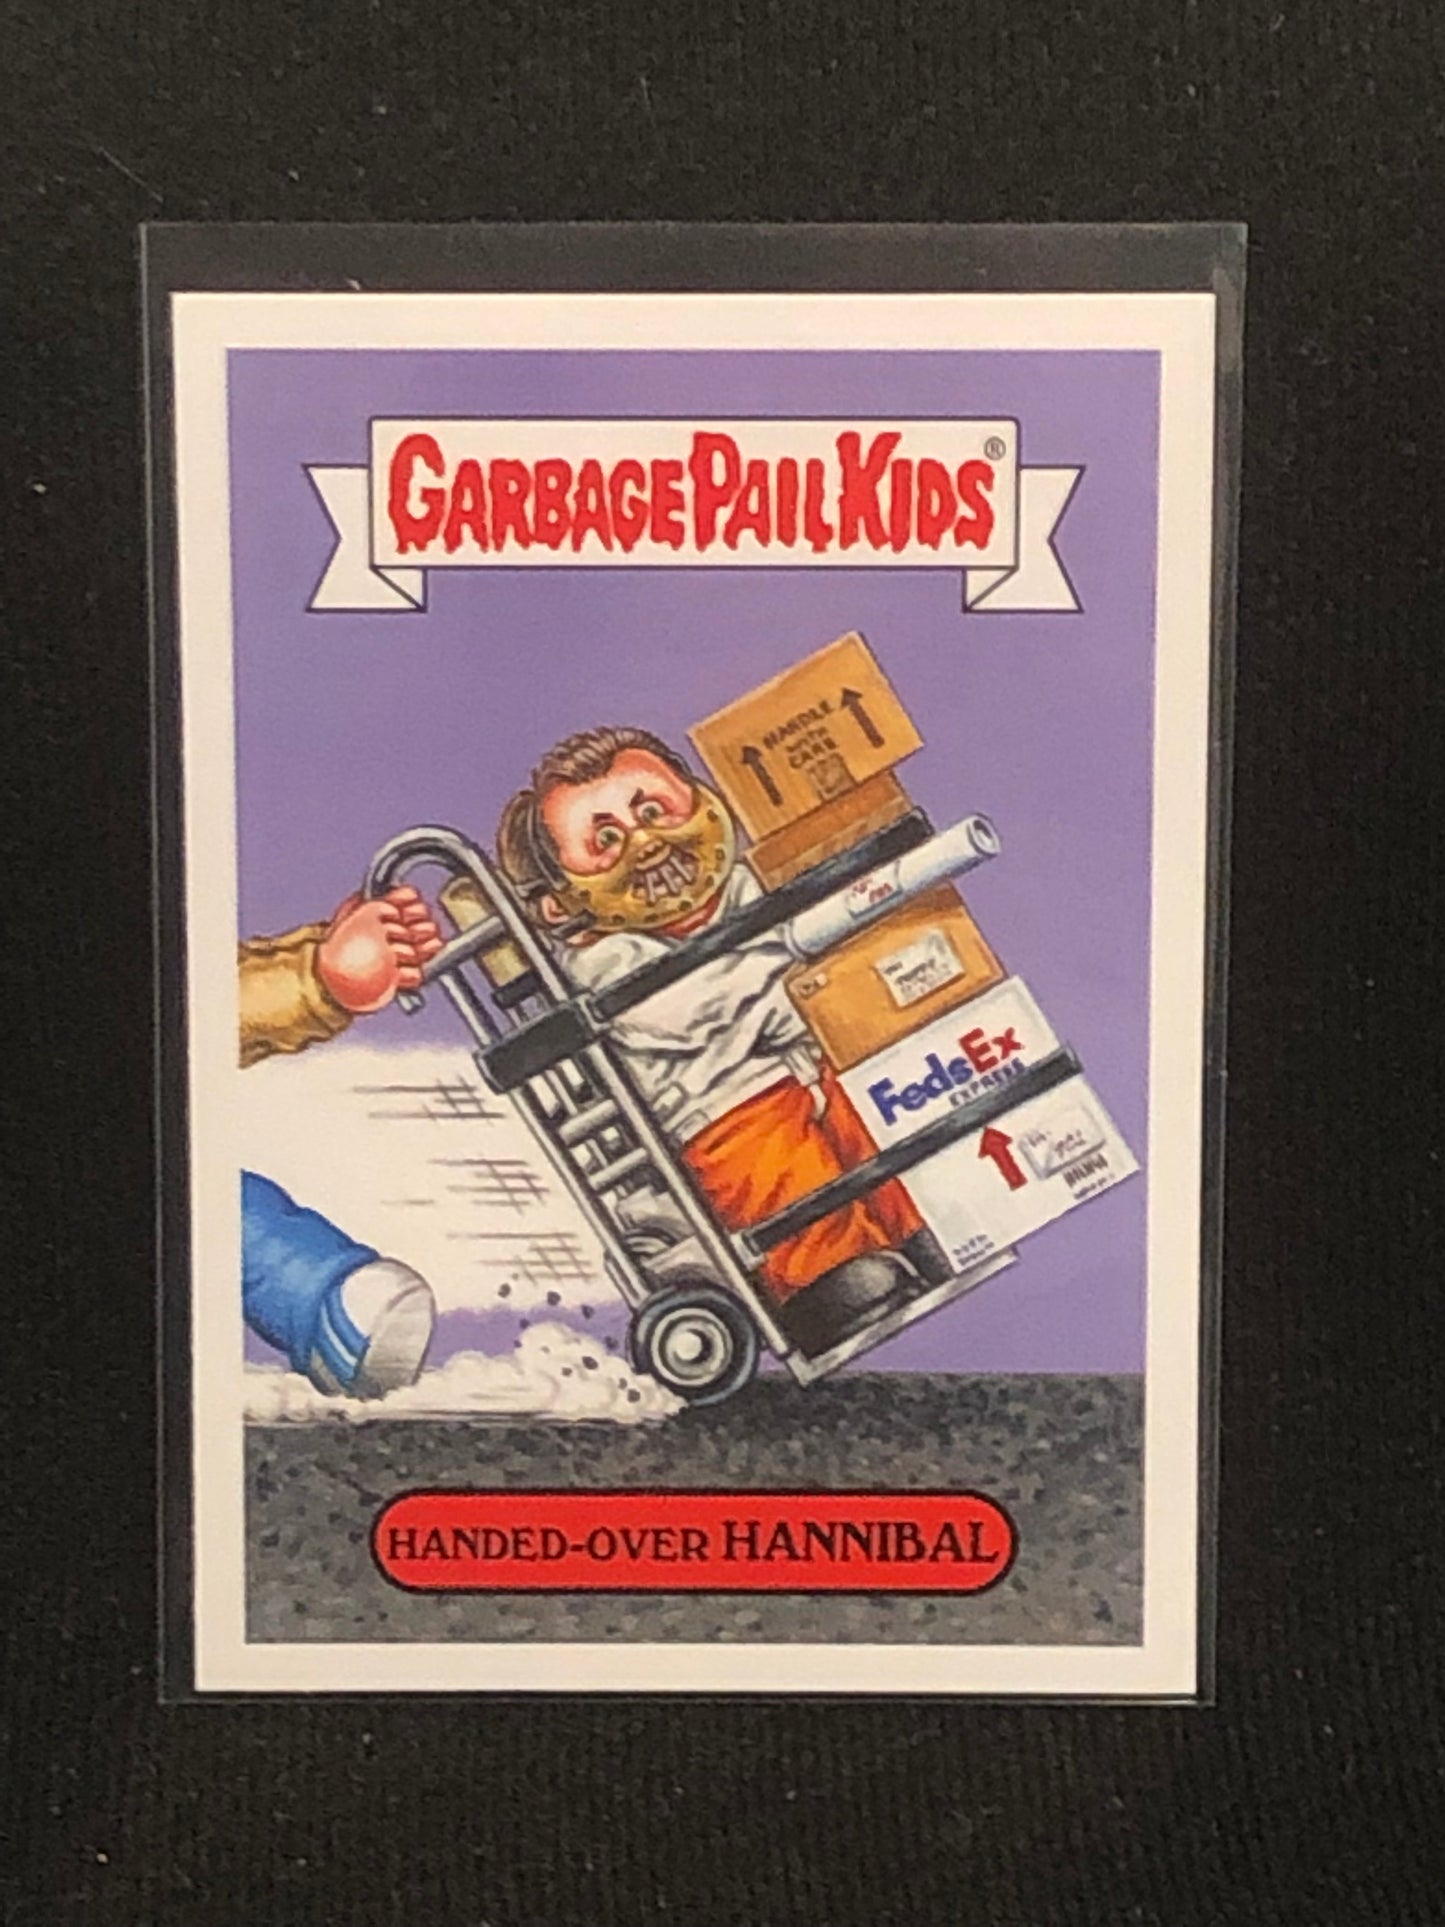 GARBAGE PAIL KIDS®
HANDLE
WITH
CARE
FedsEx
EXPRESS
HANDED-OVER HANNIBAL